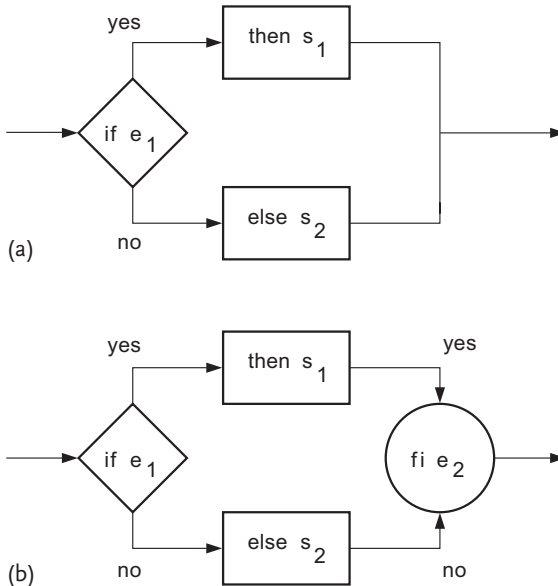 yes
then s1
if e1
else s2
no
(a)
yes
then s1
yes
if e1
fi e2
else s2
no
no
(b)